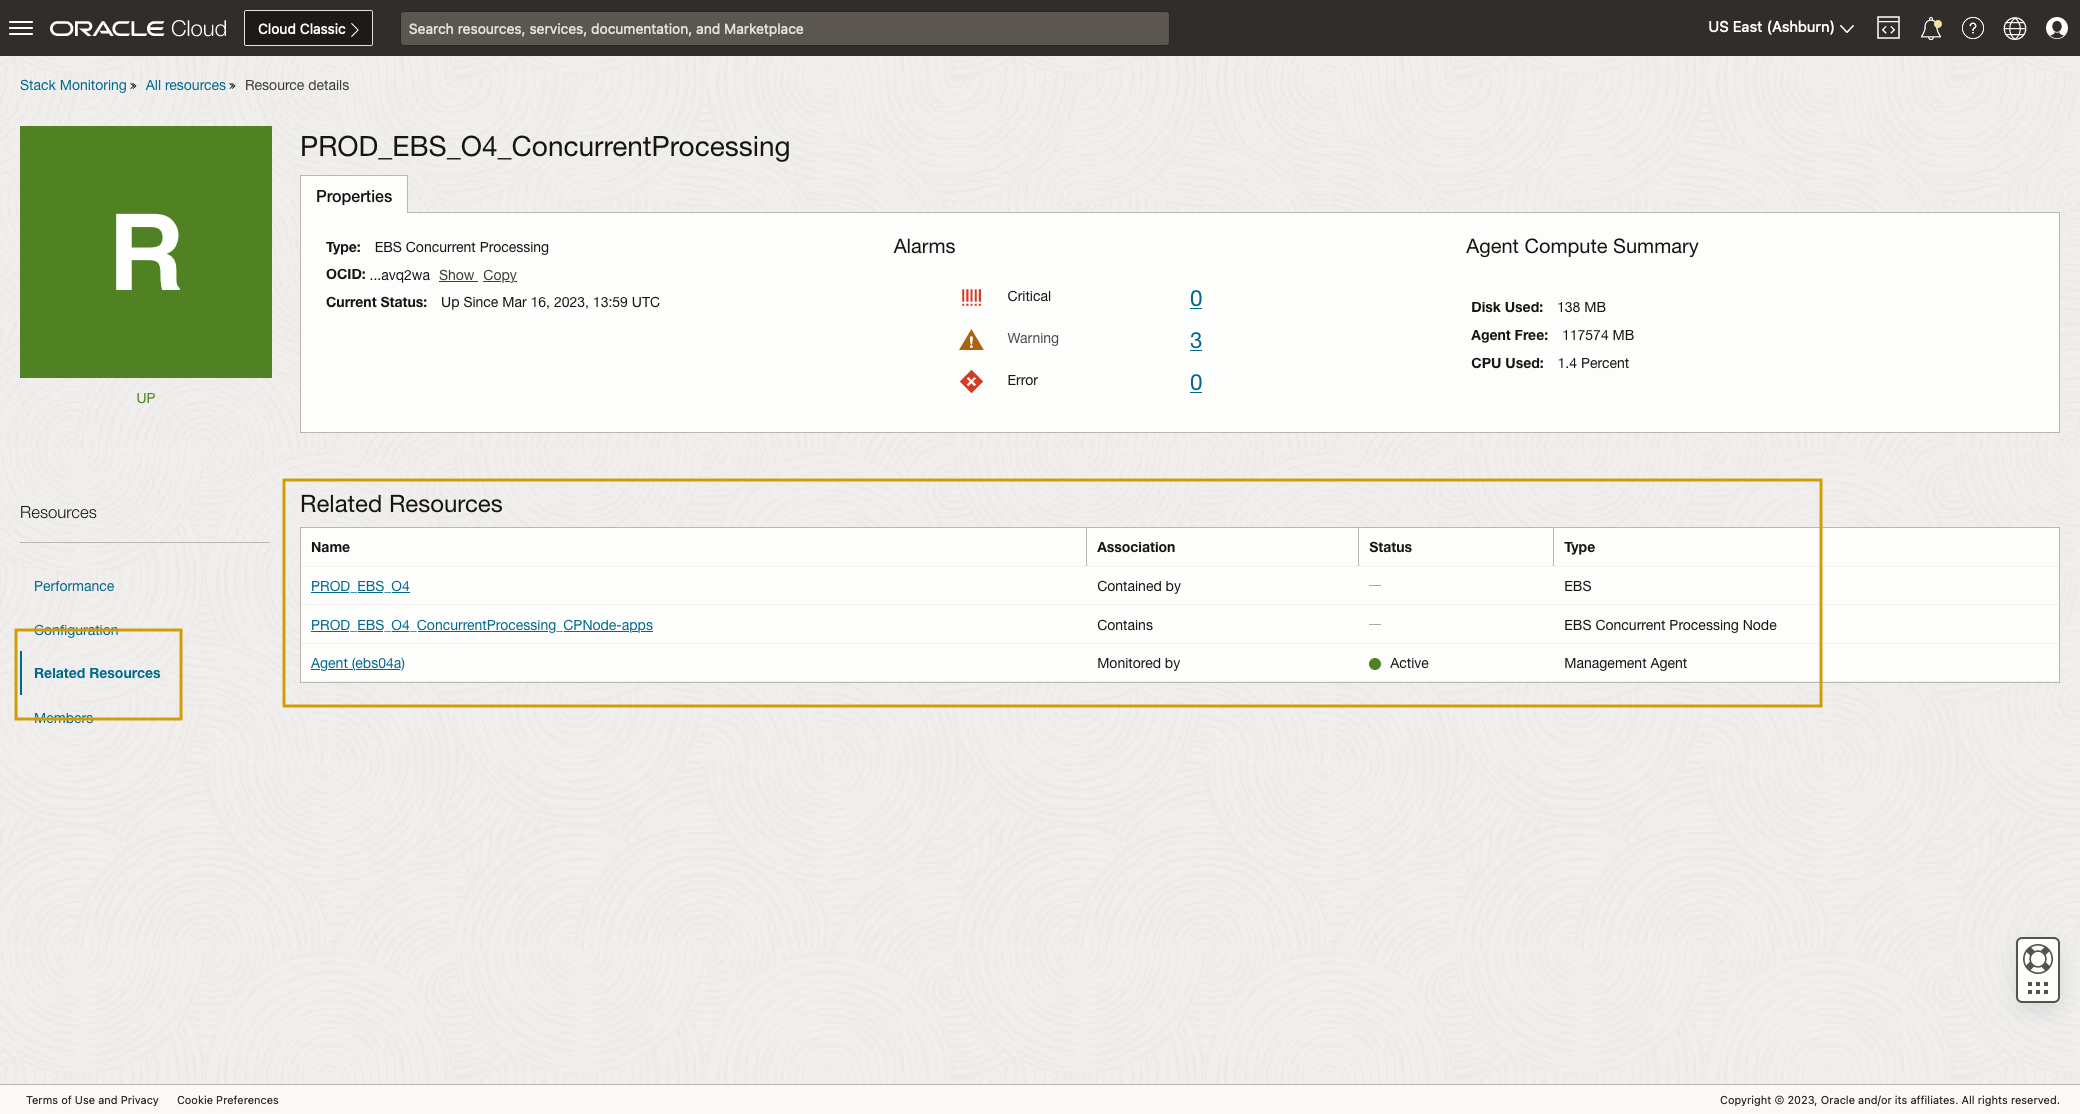 ORACLE Cloud
Cloud Classic
Search resources, services, documentation, and Marketplace
US East (Ashburn)
Stack Monitoring » All resources » Resource details
R
UP
PROD_EBS_O4_ConcurrentProcessing
Properties
Type: EBS Concurrent Processing
OCID: ...avq2wa Show Copy
Current Status: Up Since Mar 16, 2023, 13:59 UTC
Alarms
Critical 0
Warning 3
Error 0
Agent Compute Summary
Disk Used: 138 MB
Agent Free: 117574 MB
CPU Used: 1.4 Percent
Resources
Performance
Configuration
Related Resources
Members
Related Resources
Name Association Status Type
PROD_EBS_O4 Contained by — EBS
PROD_EBS_O4_ConcurrentProcessing_CPNode-apps Contains — EBS Concurrent Processing Node
Agent (ebs04a) Monitored by Active Management Agent
Terms of Use and Privacy Cookie Preferences
Copyright © 2023, Oracle and/or its affiliates. All rights reserved.